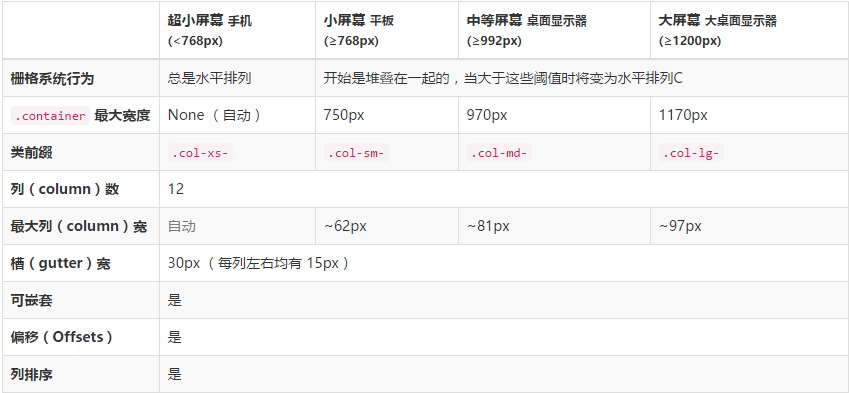 超小屏幕 手机 小屏幕 平板 中等屏幕 桌面显示器 大屏幕 大桌面显示器
(<768px) (≥768px) (≥992px) (≥1200px)
栅格系统行为 总是水平排列 开始是堆叠在一起的，当大于这些阈值时将变为水平排列C
.container 最大宽度 None （自动） 750px 970px 1170px
类前缀 .col-xs- .col-sm- .col-md- .col-lg-
列（column）数 12
最大列（column）宽 自动 ~62px ~81px ~97px
槽（gutter）宽 30px （每列左右均有 15px）
可嵌套 是
偏移（Offsets） 是
列排序 是